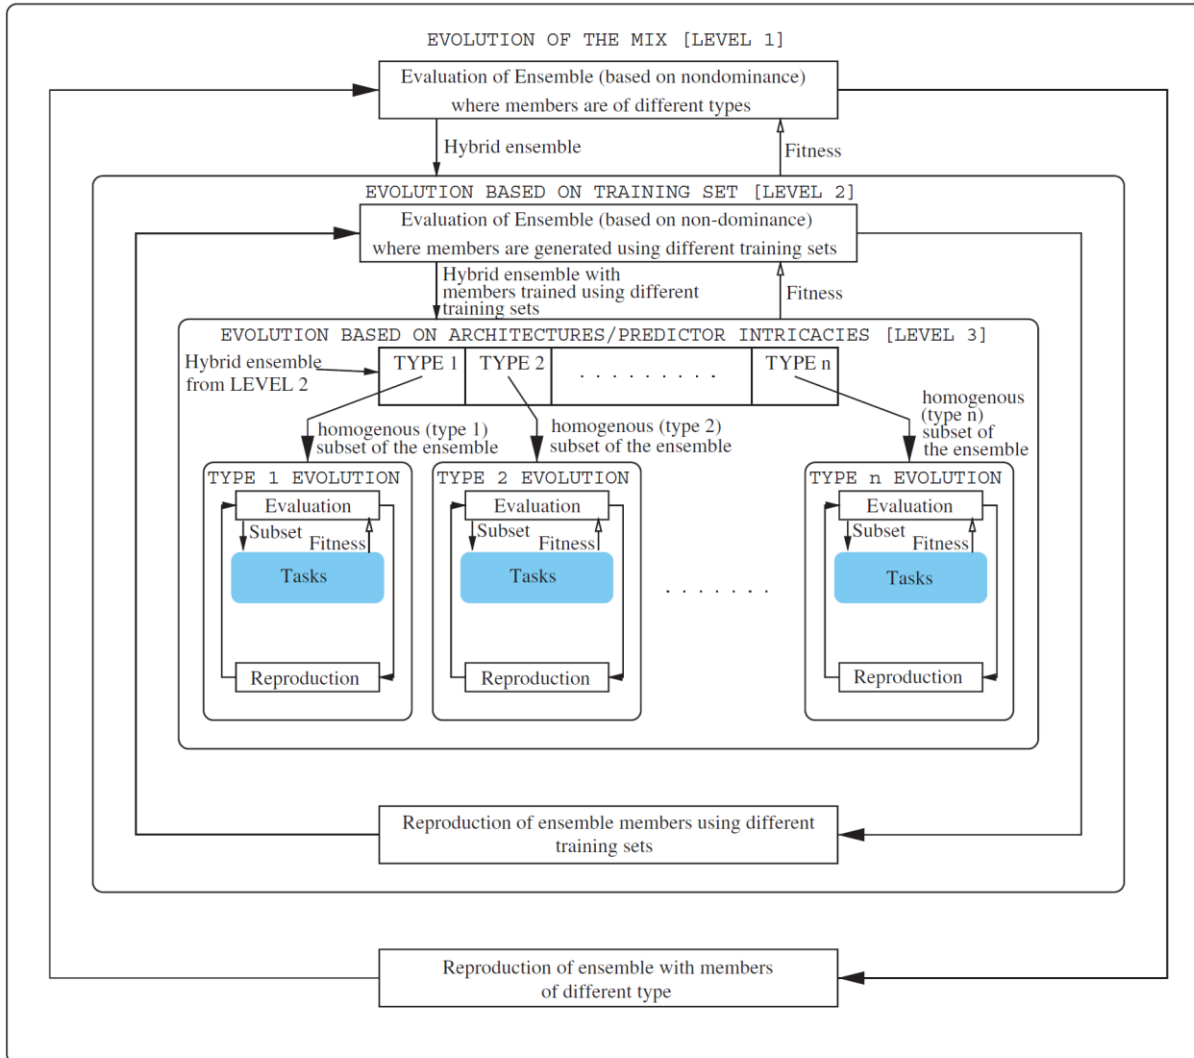 EVOLUTION OF THE MIX [LEVEL 1]
Evaluation of Ensemble (based on nondominance)
where members are of different types
Hybrid ensemble
Fitness
EVOLUTION BASED ON TRAINING SET [LEVEL 2]
Evaluation of Ensemble (based on non-dominance)
where members are generated using different training sets
Hybrid ensemble with
members trained using different
training sets
Fitness
EVOLUTION BASED ON ARCHITECTURES/PREDICTOR INTRICACIES [LEVEL 3]
Hybrid ensemble
from LEVEL 2
TYPE 1
TYPE 2
. . . . . . . . .
TYPE n
homogenous (type 1)
subset of the ensemble
homogenous (type 2)
subset of the ensemble
homogenous
(type n)
subset of
the ensemble
TYPE 1 EVOLUTION
Evaluation
Subset
Fitness
Tasks
Reproduction
TYPE 2 EVOLUTION
Evaluation
Subset
Fitness
Tasks
Reproduction
. . . . . . .
TYPE n EVOLUTION
Evaluation
Subset
Fitness
Tasks
Reproduction
Reproduction of ensemble members using different
training sets
Reproduction of ensemble with members
of different type